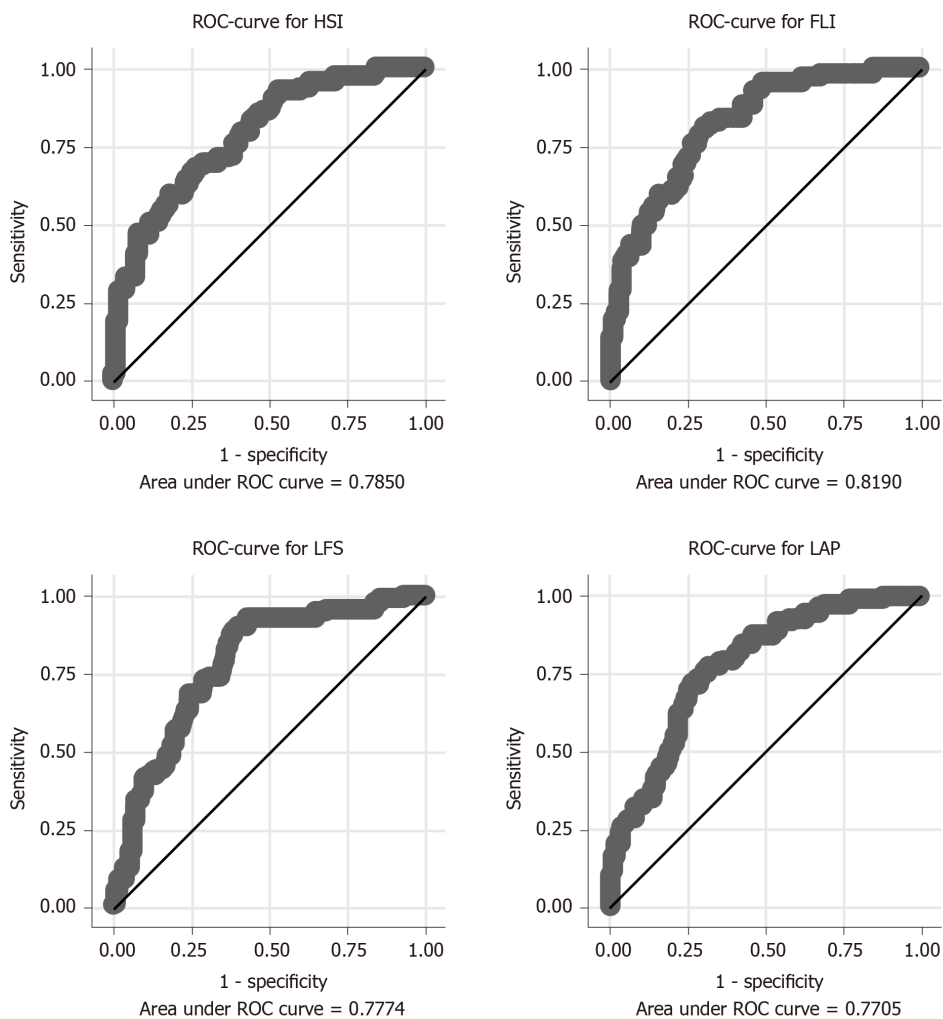 ROC-curve for HSI
1.00
0.75
0.50
0.25
0.00
Sensitivity
0.00 0.25 0.50 0.75 1.00
1 - specificity
Area under ROC curve = 0.7850
ROC-curve for FLI
1.00
0.75
0.50
0.25
0.00
Sensitivity
0.00 0.25 0.50 0.75 1.00
1 - specificity
Area under ROC curve = 0.8190
ROC-curve for LFS
1.00
0.75
0.50
0.25
0.00
Sensitivity
0.00 0.25 0.50 0.75 1.00
1 - specificity
Area under ROC curve = 0.7774
ROC-curve for LAP
1.00
0.75
0.50
0.25
0.00
Sensitivity
0.00 0.25 0.50 0.75 1.00
1 - specificity
Area under ROC curve = 0.7705